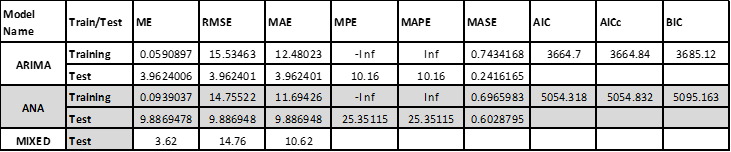 Model Name Train/Test ME RMSE MAE MPE MAPE MASE AIC AICc BIC
ARIMA Training 0.0590897 15.53463 12.48023 -Inf Inf 0.7434168 3664.7 3664.84 3685.12
Test 3.9624006 3.962401 3.962401 10.16 10.16 0.2416165
ANA Training 0.0939037 14.75522 11.69426 -Inf Inf 0.6965983 5054.318 5054.832 5095.163
Test 9.8869478 9.886948 9.886948 25.35115 25.35115 0.6028795
MIXED Test 3.62 14.76 10.62